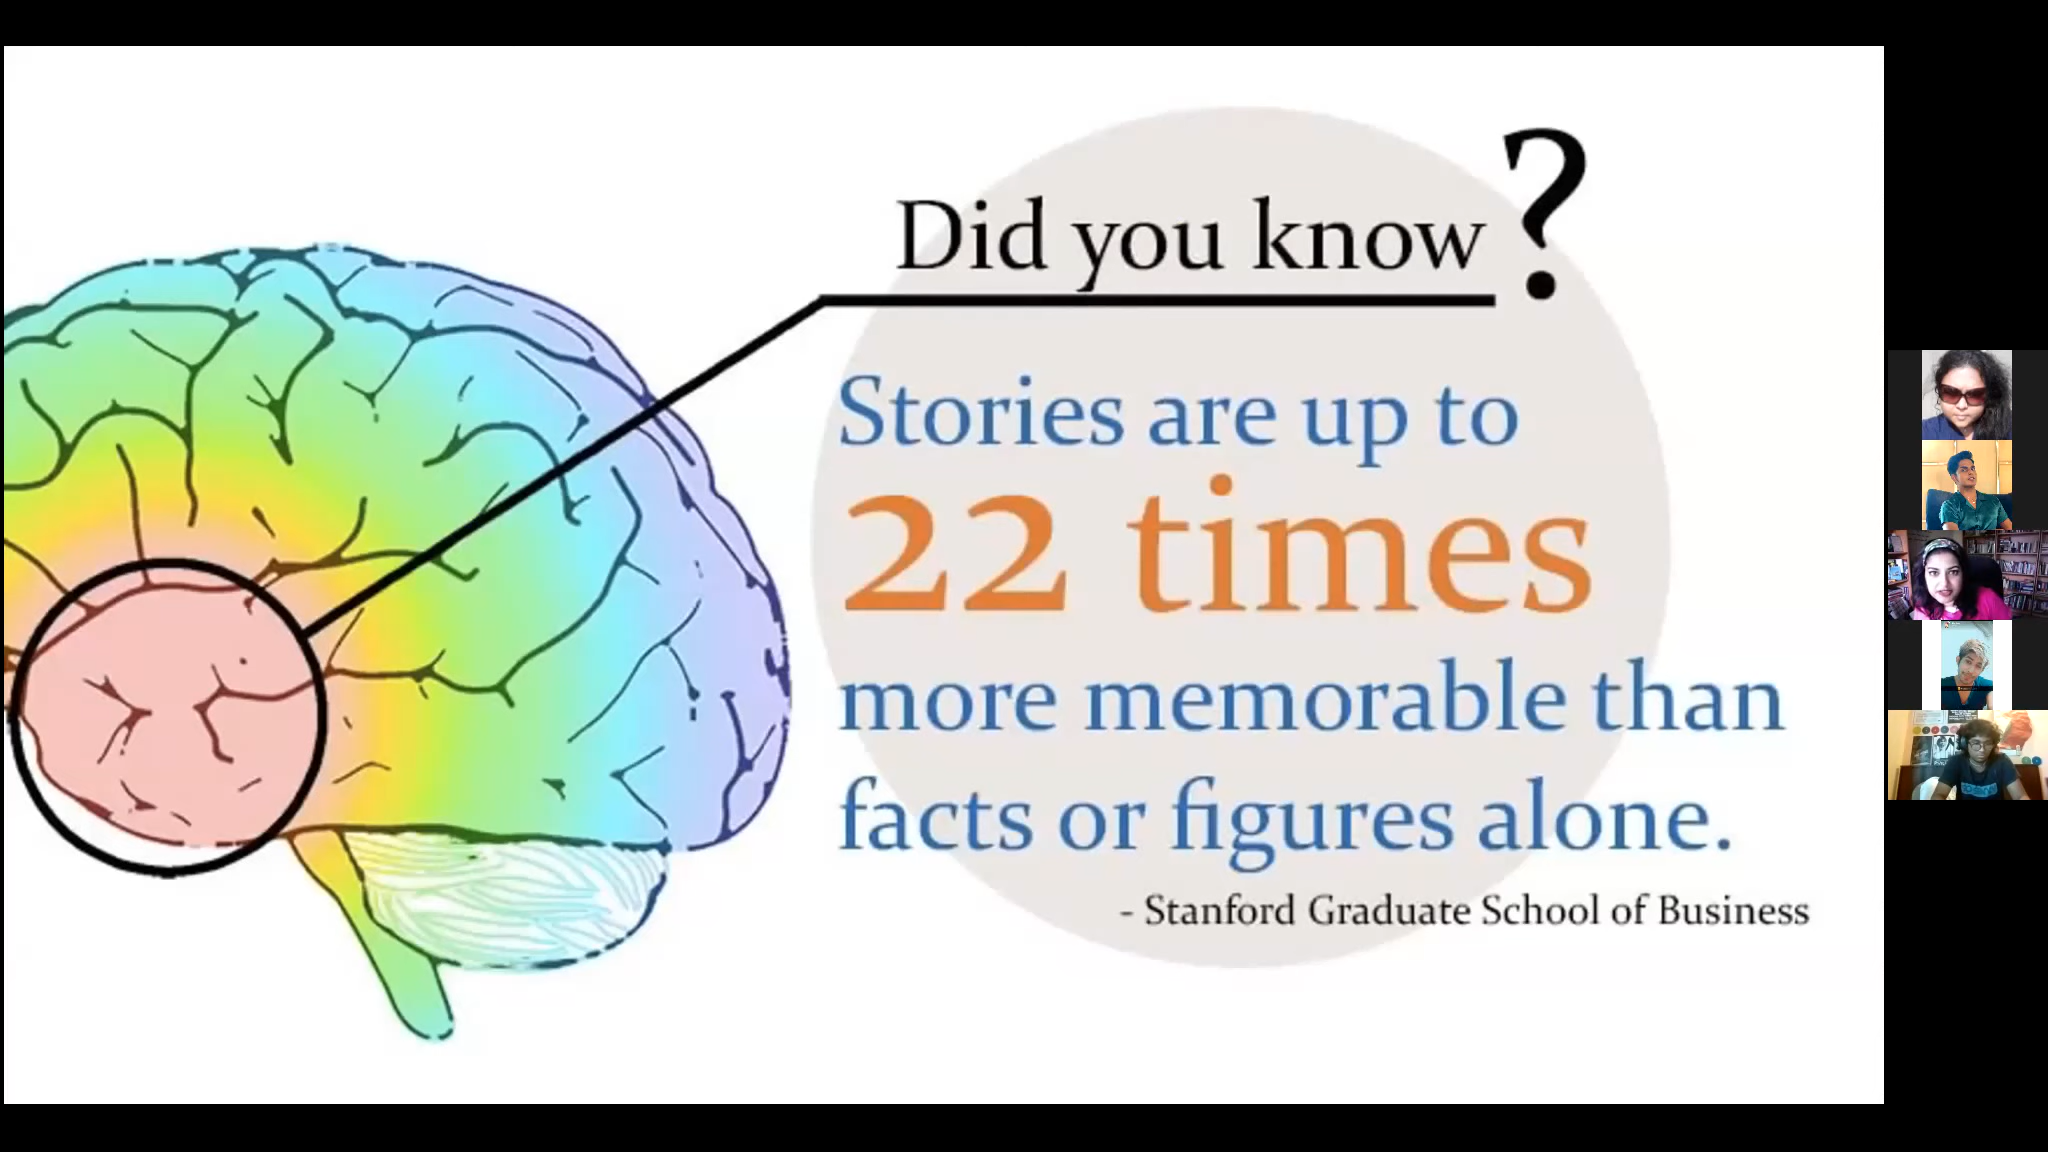 Did you know?
Stories are up to
22 times
more memorable than
facts or figures alone.
- Stanford Graduate School of Business